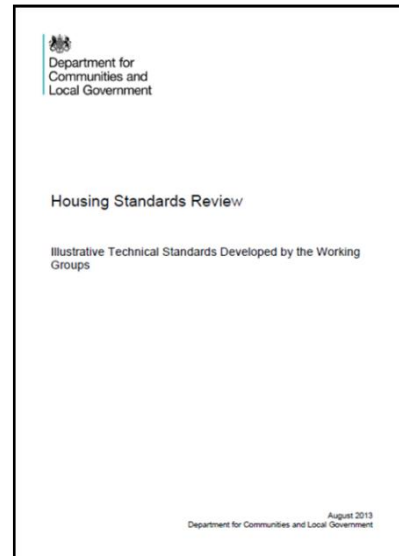 Department for
Communities and
Local Government
Housing Standards Review
Illustrative Technical Standards Developed by the Working
Groups
August 2013
Department for Communities and Local Government